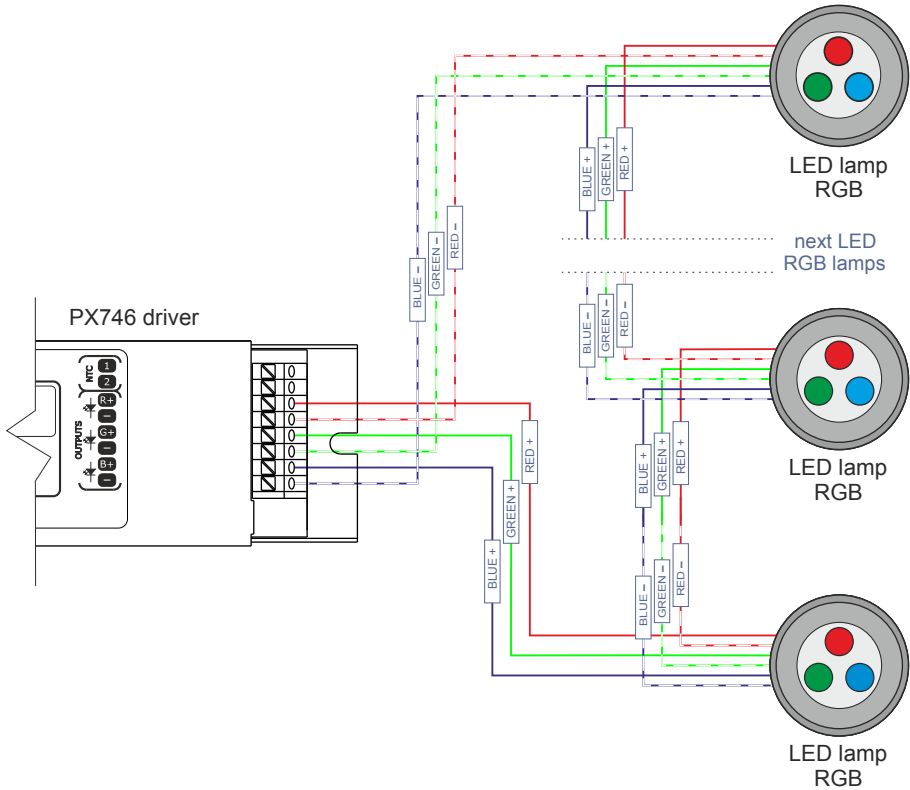 LED lamp
RGB
BLUE +
GREEN +
RED +
next LED
RGB lamps
BLUE –
GREEN –
RED –
BLUE –
GREEN –
RED –
PX746 driver
NTC
1
2
OUTPUTS
R+
–
G+
–
B+
–
LED lamp
RGB
BLUE +
GREEN +
RED +
RED +
GREEN +
BLUE +
BLUE –
GREEN –
RED –
LED lamp
RGB